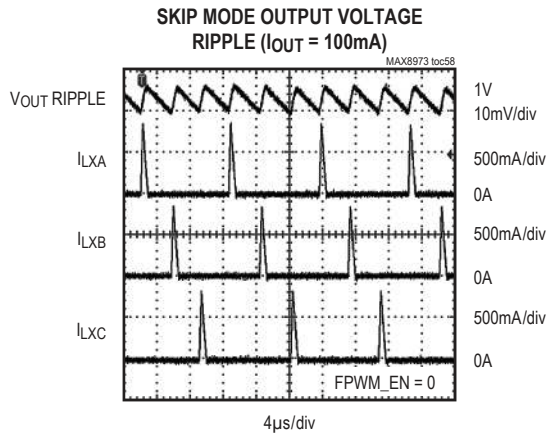 SKIP MODE OUTPUT VOLTAGE
RIPPLE (IOUT = 100mA)
MAX8973 toc58
T
VOUT RIPPLE
1V
10mV/div
ILXA
500mA/div
0A
ILXB
500mA/div
0A
ILXC
500mA/div
0A
FPWM_EN = 0
4µs/div